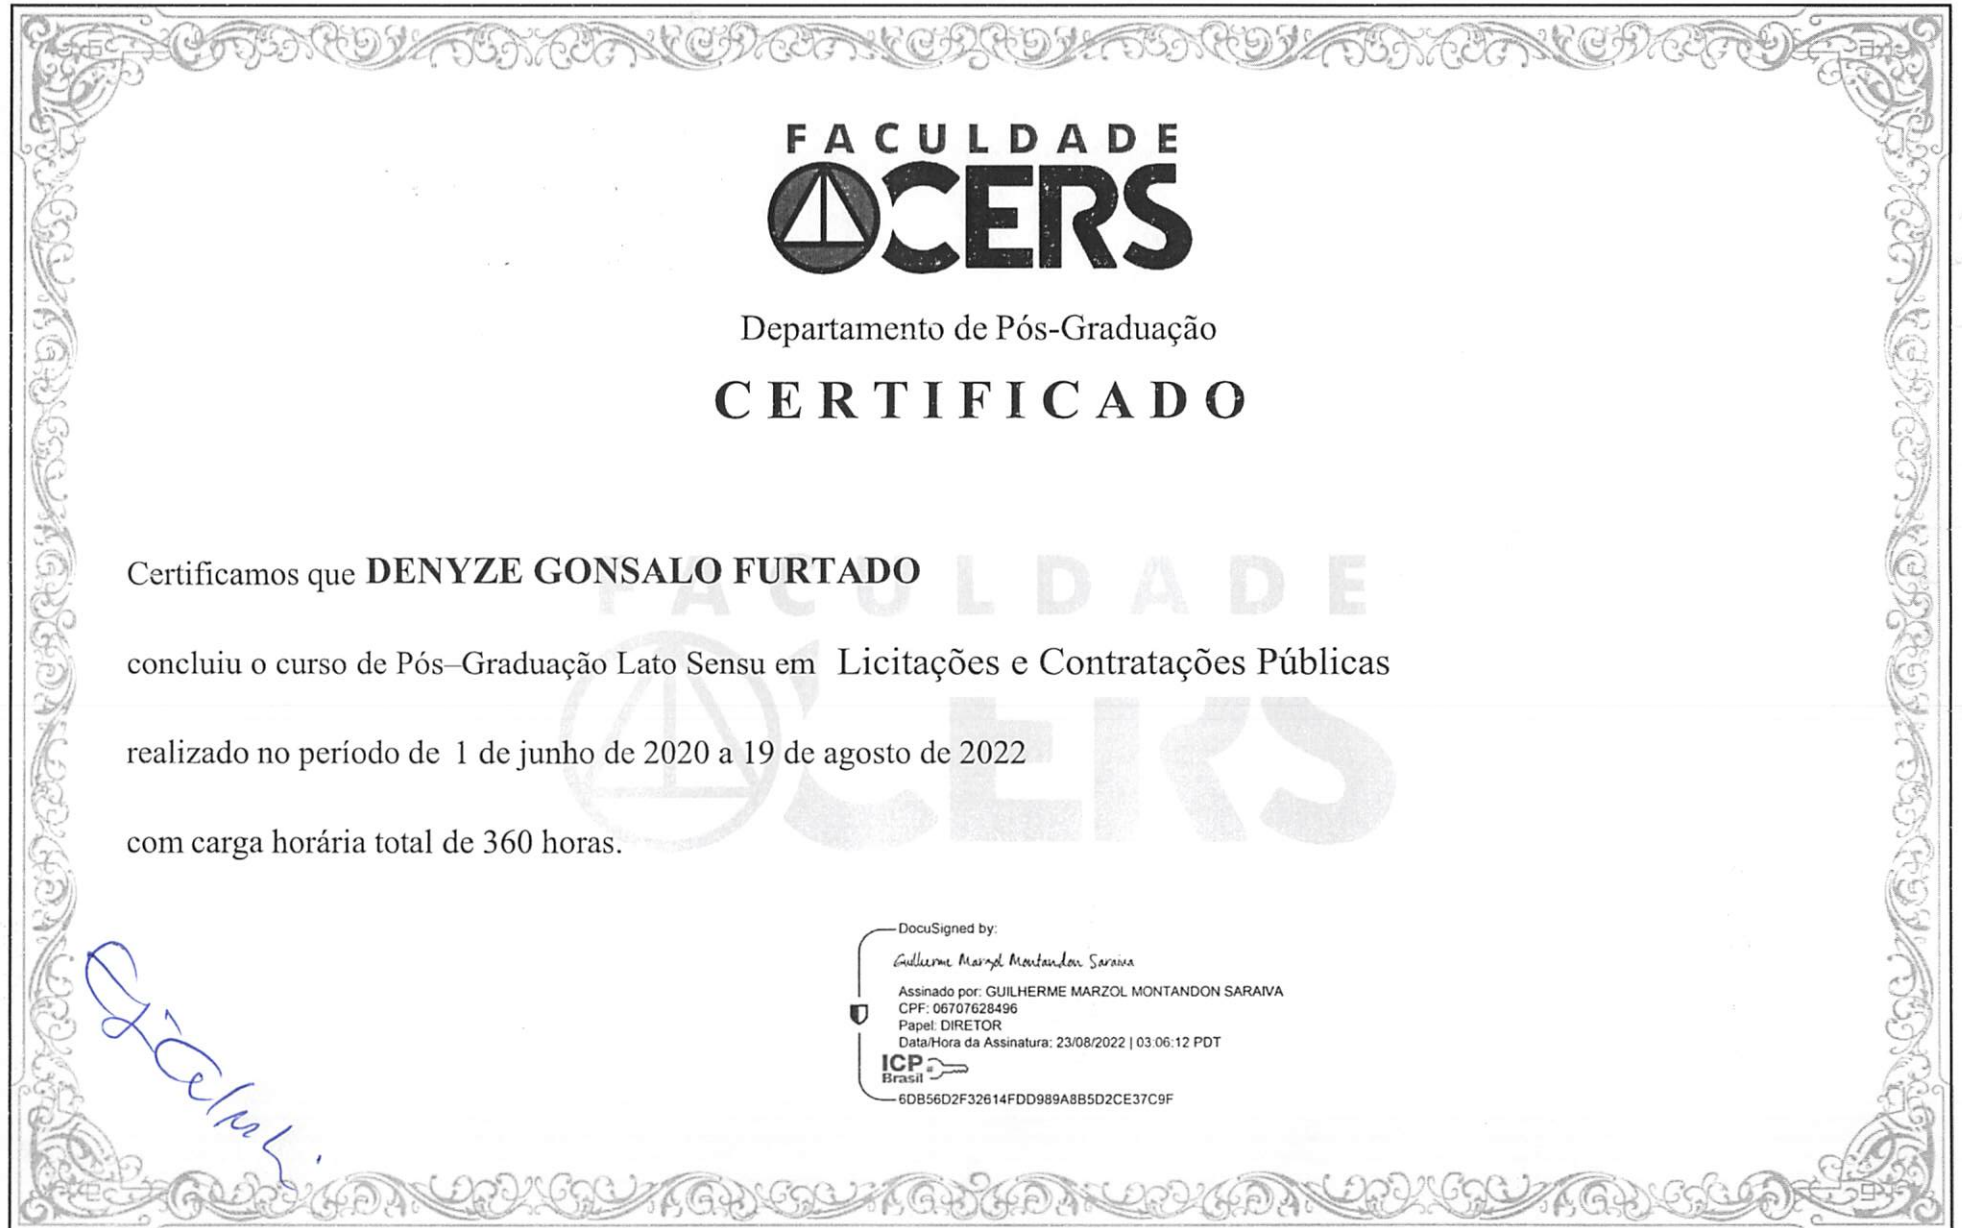 FACULDADE
CERS
Departamento de Pós-Graduação
CERTIFICADO
FACULDADE
CERS
Certificamos que DENYZE GONSALO FURTADO
concluiu o curso de Pós–Graduação Lato Sensu em Licitações e Contratações Públicas
realizado no período de 1 de junho de 2020 a 19 de agosto de 2022
com carga horária total de 360 horas.
DocuSigned by:
Guilherme Marzol Montandon Saraiva
Assinado por: GUILHERME MARZOL MONTANDON SARAIVA
CPF: 06707628496
Papel: DIRETOR
Data/Hora da Assinatura: 23/08/2022 | 03:06:12 PDT
ICP
Brasil
6DB56D2F32614FDD989A8B5D2CE37C9F